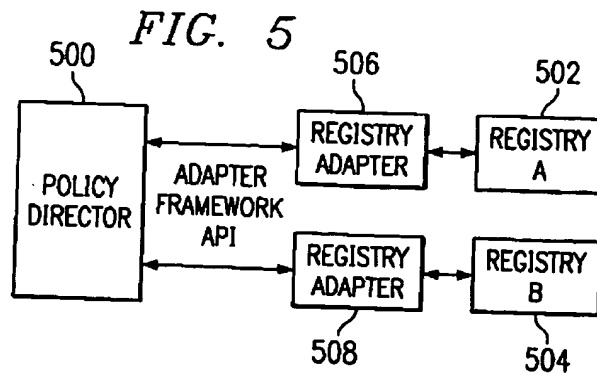 FIG. 5
500
506
502
POLICY
DIRECTOR
ADAPTER
FRAMEWORK
API
REGISTRY
ADAPTER
REGISTRY
A
REGISTRY
ADAPTER
REGISTRY
B
508
504